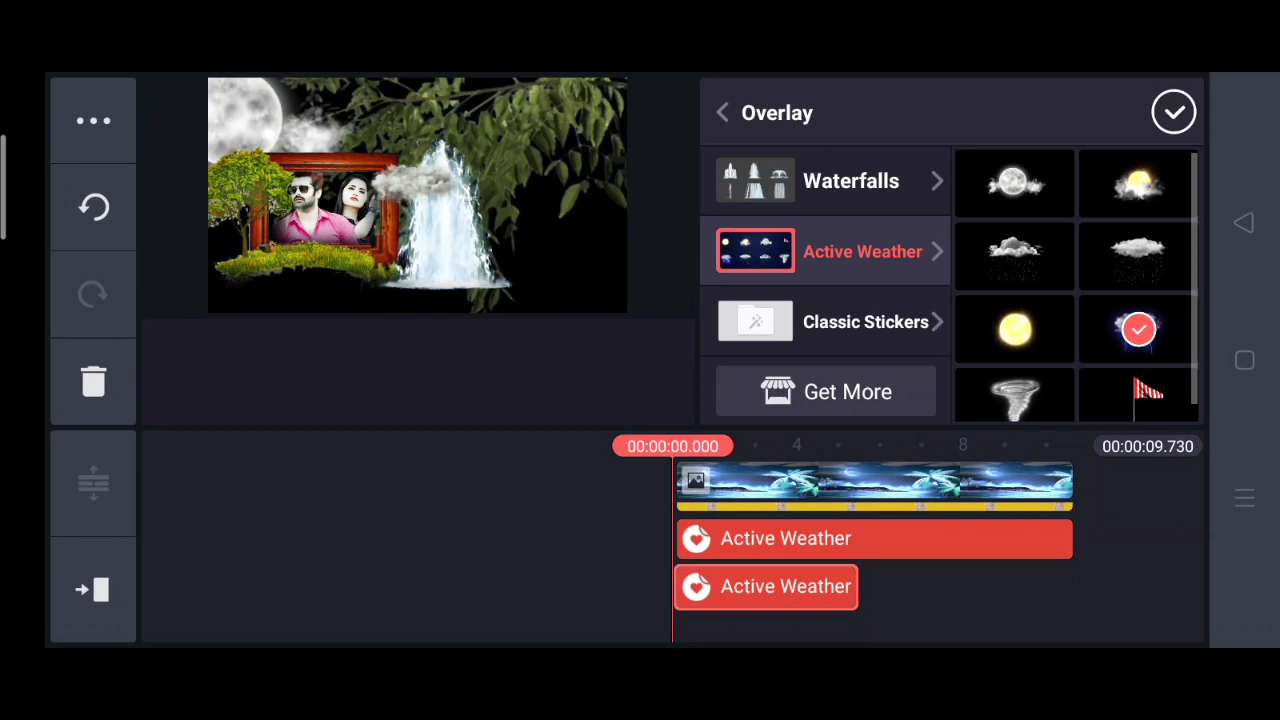 Overlay
Waterfalls
Active Weather
Classic Stickers
Get More
00:00:00.000
4
8
00:00:09.730
Active Weather
Active Weather